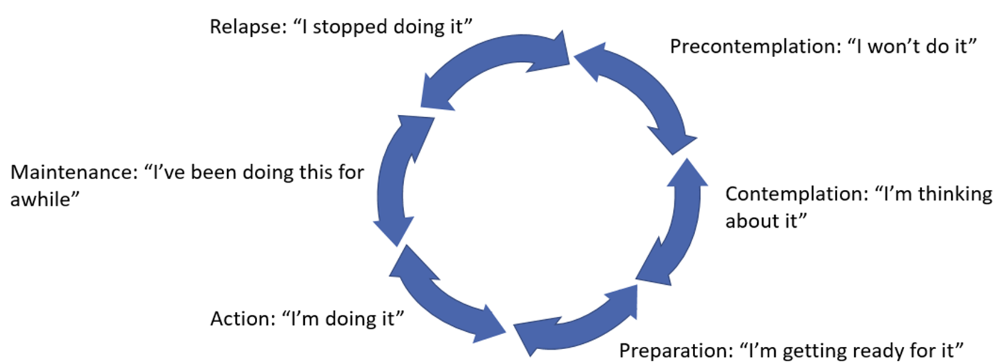 Relapse: “I stopped doing it”
Precontemplation: “I won’t do it”
Maintenance: “I’ve been doing this for
awhile”
Contemplation: “I’m thinking
about it”
Action: “I’m doing it”
Preparation: “I’m getting ready for it”